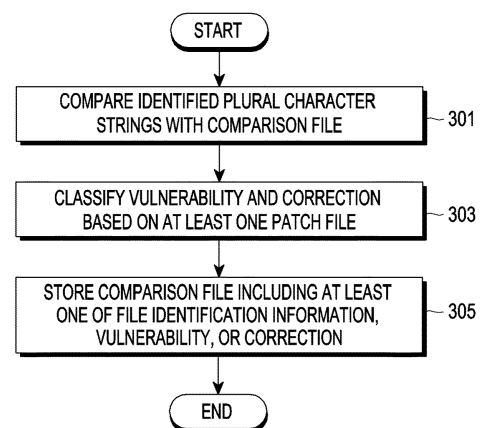 START
COMPARE IDENTIFIED PLURAL CHARACTER
STRINGS WITH COMPARISON FILE
301
CLASSIFY VULNERABILITY AND CORRECTION
BASED ON AT LEAST ONE PATCH FILE
303
STORE COMPARISON FILE INCLUDING AT LEAST
ONE OF FILE IDENTIFICATION INFORMATION,
VULNERABILITY, OR CORRECTION
305
END